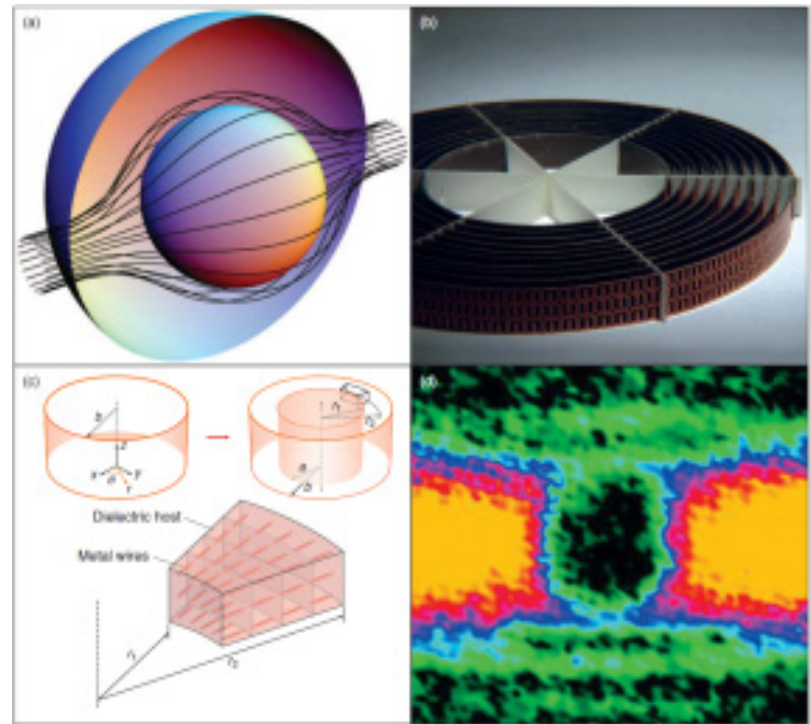 (a)
(b)
(c)
b
z
x
y
θ
r
r₁
r₂
a
b
Dielectric host
Metal wires
r₁
r₂
(d)